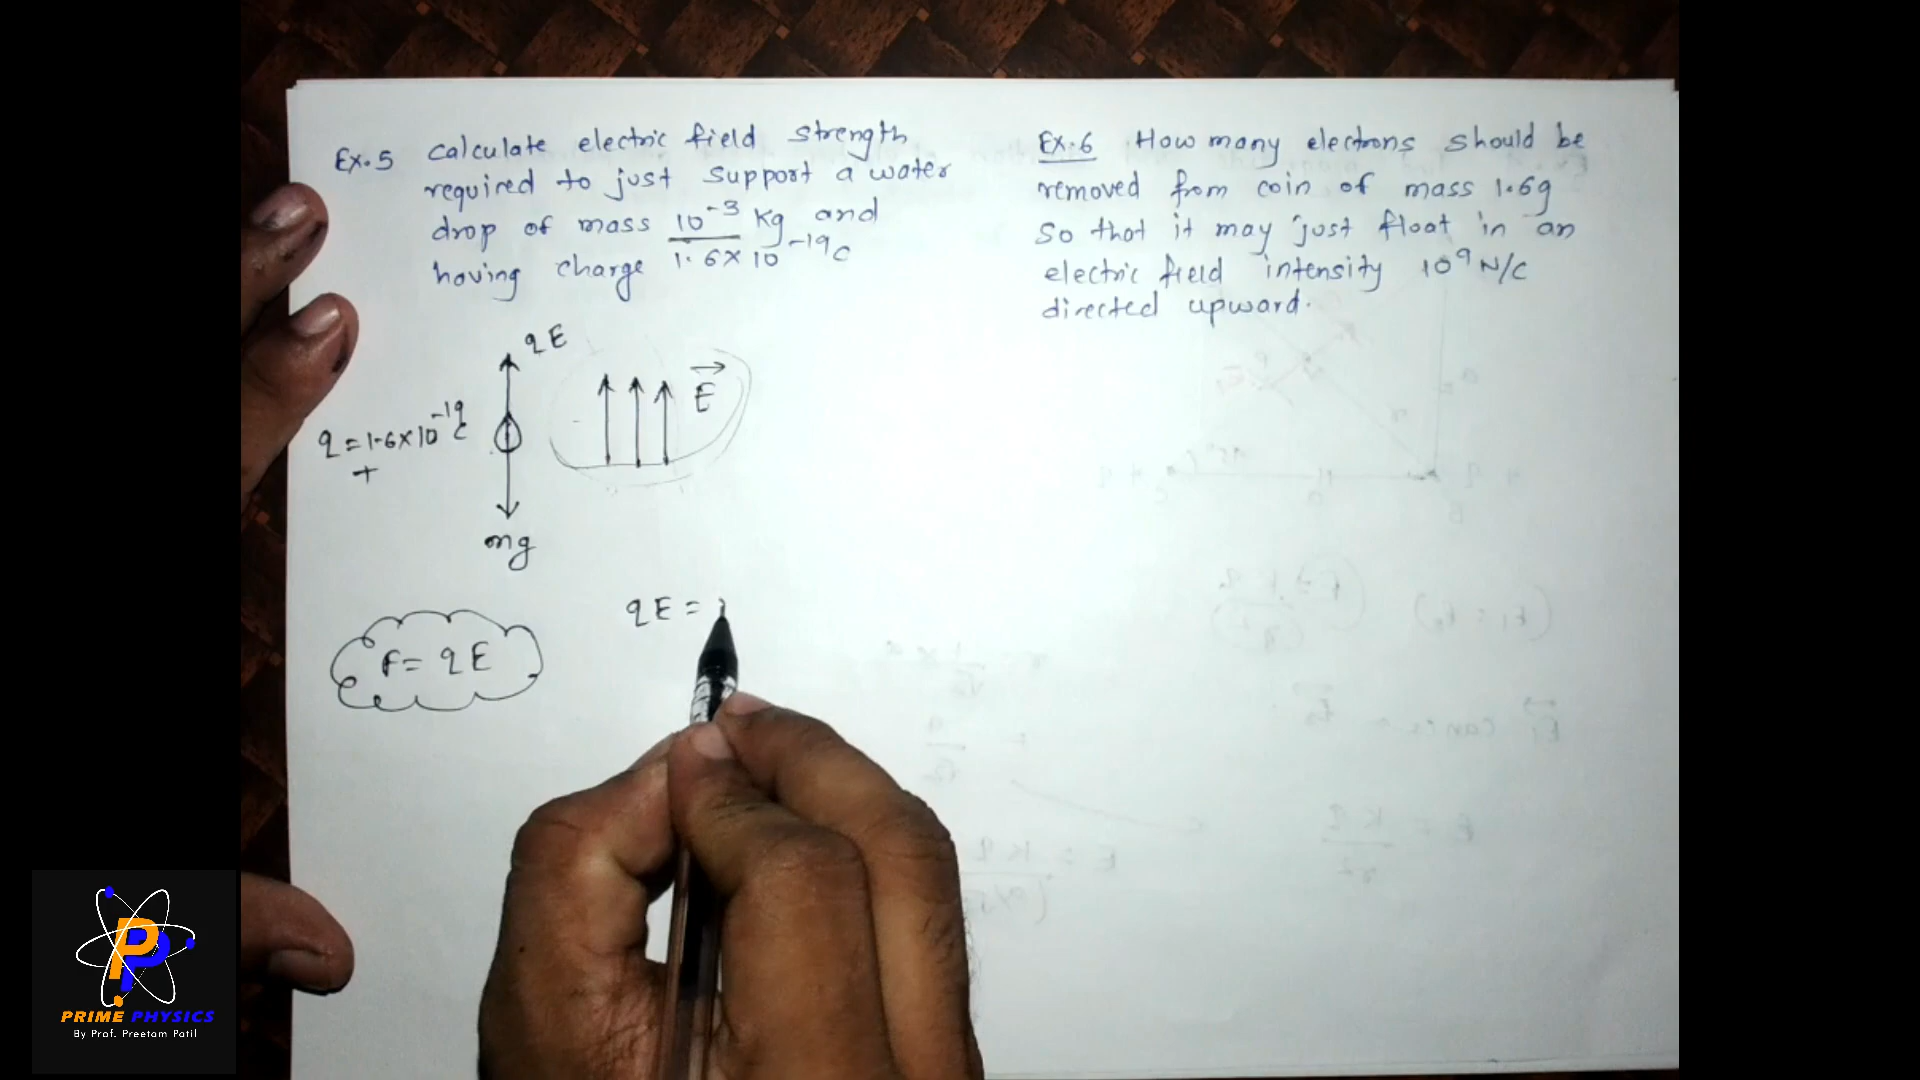 Ex.5 Calculate electric field strength
required to just support a water
drop of mass 10⁻³ kg and
having charge 1.6×10⁻¹⁹C
qE
E
q=1.6×10⁻¹⁹C
+
mg
F= qE
qE =
Ex.6 How many electrons should be
removed from coin of mass 1.6g
So that it may just float in an
electric field intensity 10⁹ N/C
directed upward.
PRIME PHYSICS
By Prof. Preetam Patil